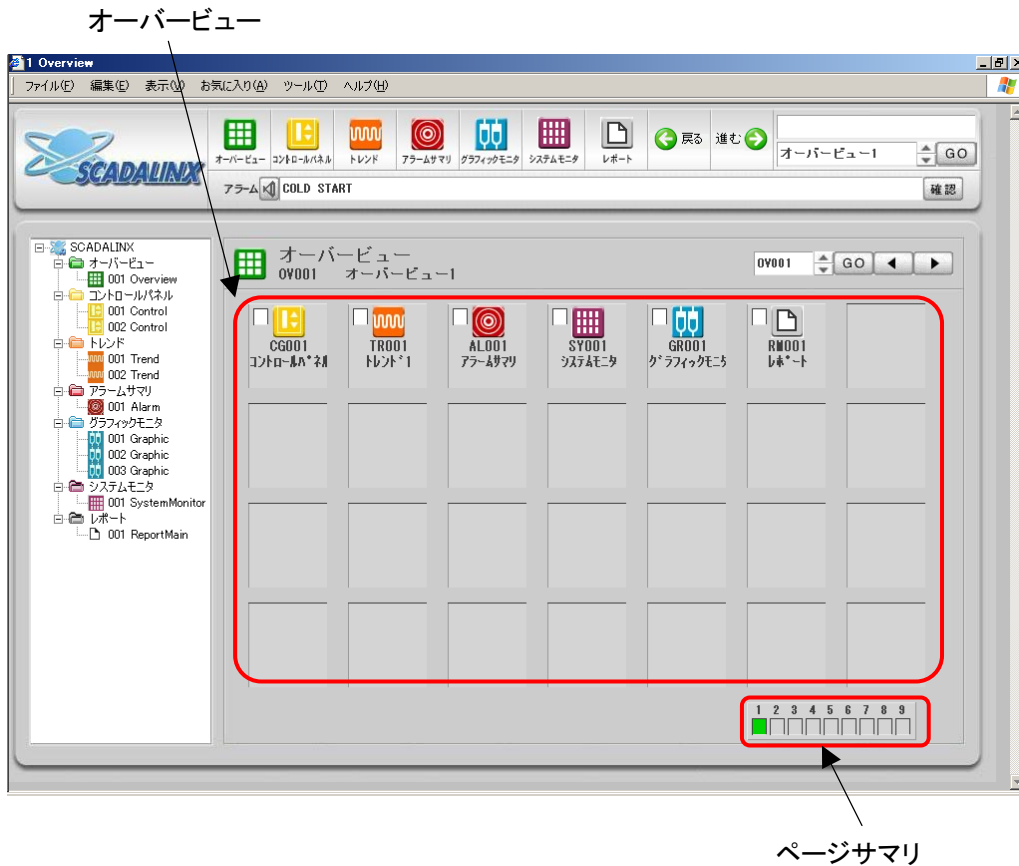 オーバービュー
1 Overview
ファイル(F) 編集(E) 表示(V) お気に入り(A) ツール(T) ヘルプ(H)
SCADALINX
オーバービュー コントロールパネル トレンド アラームサマリ グラフィックモニタ システムモニタ レポート
戻る 進む
オーバービュー1 GO
アラーム COLD START 確認
SCADALINX
オーバービュー
001 Overview
コントロールパネル
001 Control
002 Control
トレンド
001 Trend
002 Trend
アラームサマリ
001 Alarm
グラフィックモニタ
001 Graphic
002 Graphic
003 Graphic
システムモニタ
001 SystemMonitor
レポート
001 ReportMain
オーバービュー
OV001 オーバービュー1
OV001 GO
CG001 TR001 AL001 SY001 GR001 RM001
コントロールパネル トレンド1 アラームサマリ システムモニタ グラフィックモニタ レポート
1 2 3 4 5 6 7 8 9
ページサマリ